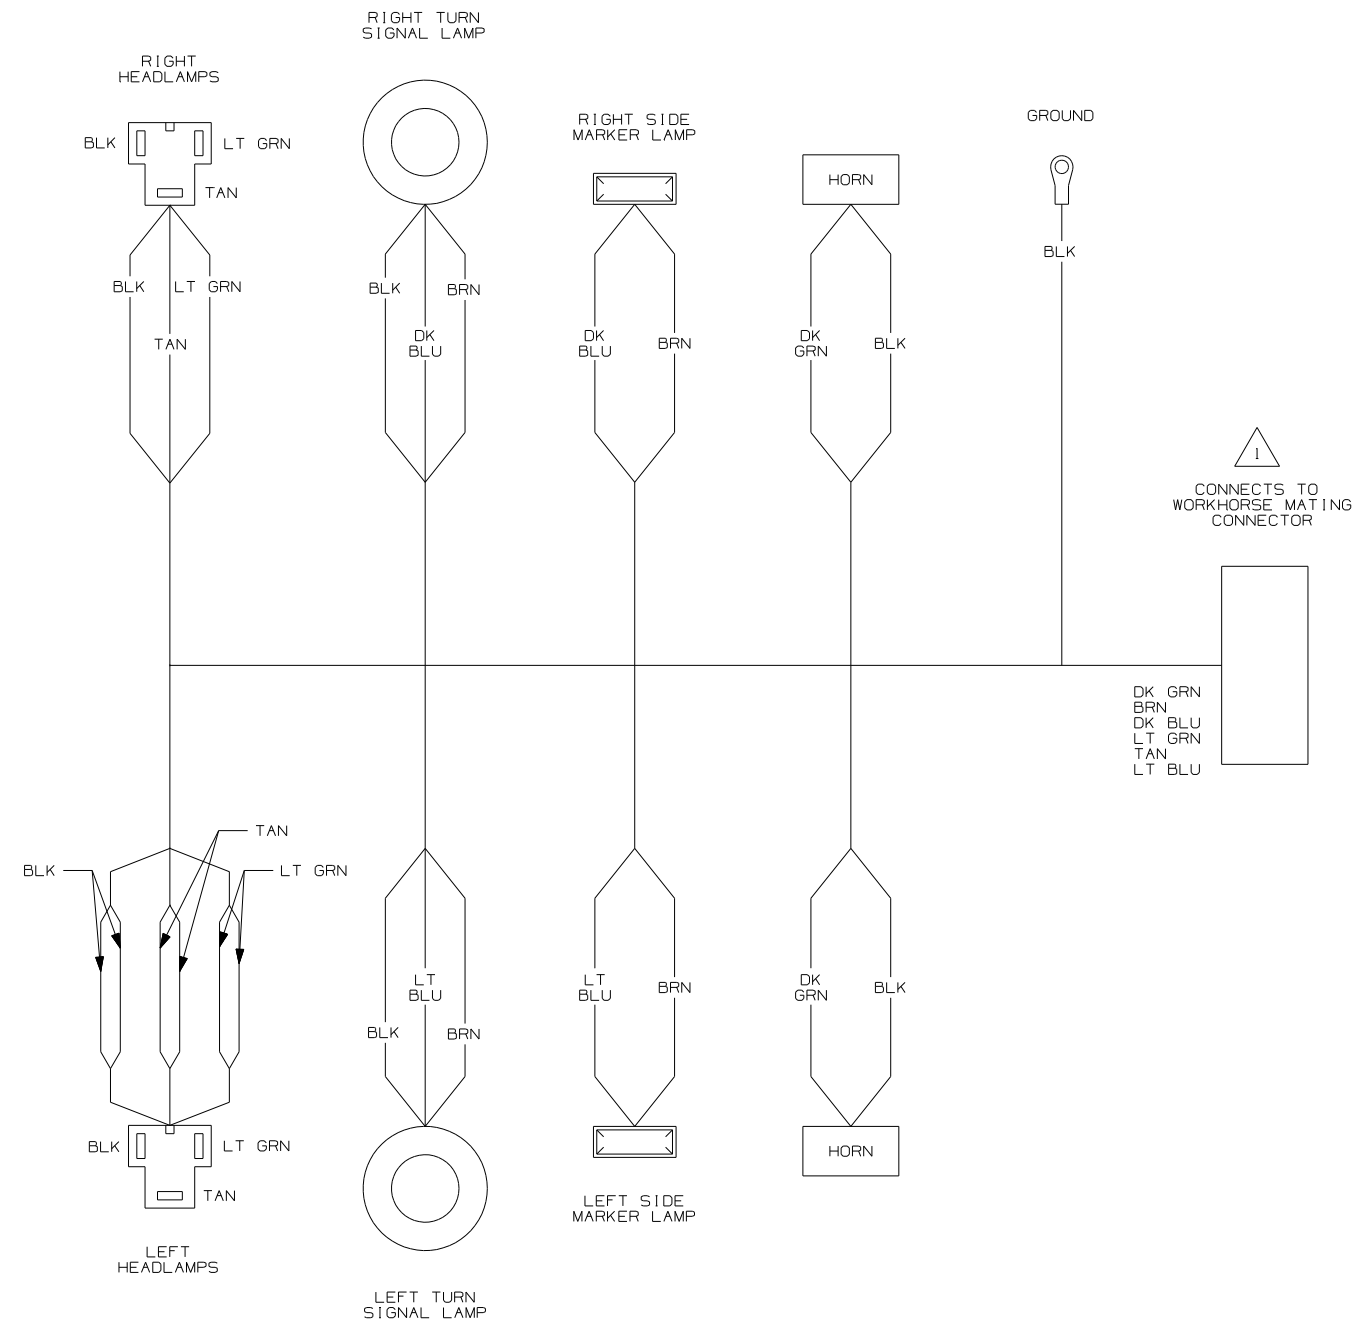 RIGHT TURN
SIGNAL LAMP
RIGHT
HEADLAMPS
BLK
LT GRN
TAN
RIGHT SIDE
MARKER LAMP
HORN
GROUND
BLK
LT GRN
TAN
BLK
BRN
DK
BLU
DK
BLU
BRN
DK
GRN
BLK
BLK
1
CONNECTS TO
WORKHORSE MATING
CONNECTOR
DK GRN
BRN
DK BLU
LT GRN
TAN
LT BLU
TAN
BLK
LT GRN
LT
BLU
BLK
BRN
LT
BLU
BRN
DK
GRN
BLK
BLK
LT GRN
TAN
HORN
LEFT SIDE
MARKER LAMP
LEFT
HEADLAMPS
LEFT TURN
SIGNAL LAMP